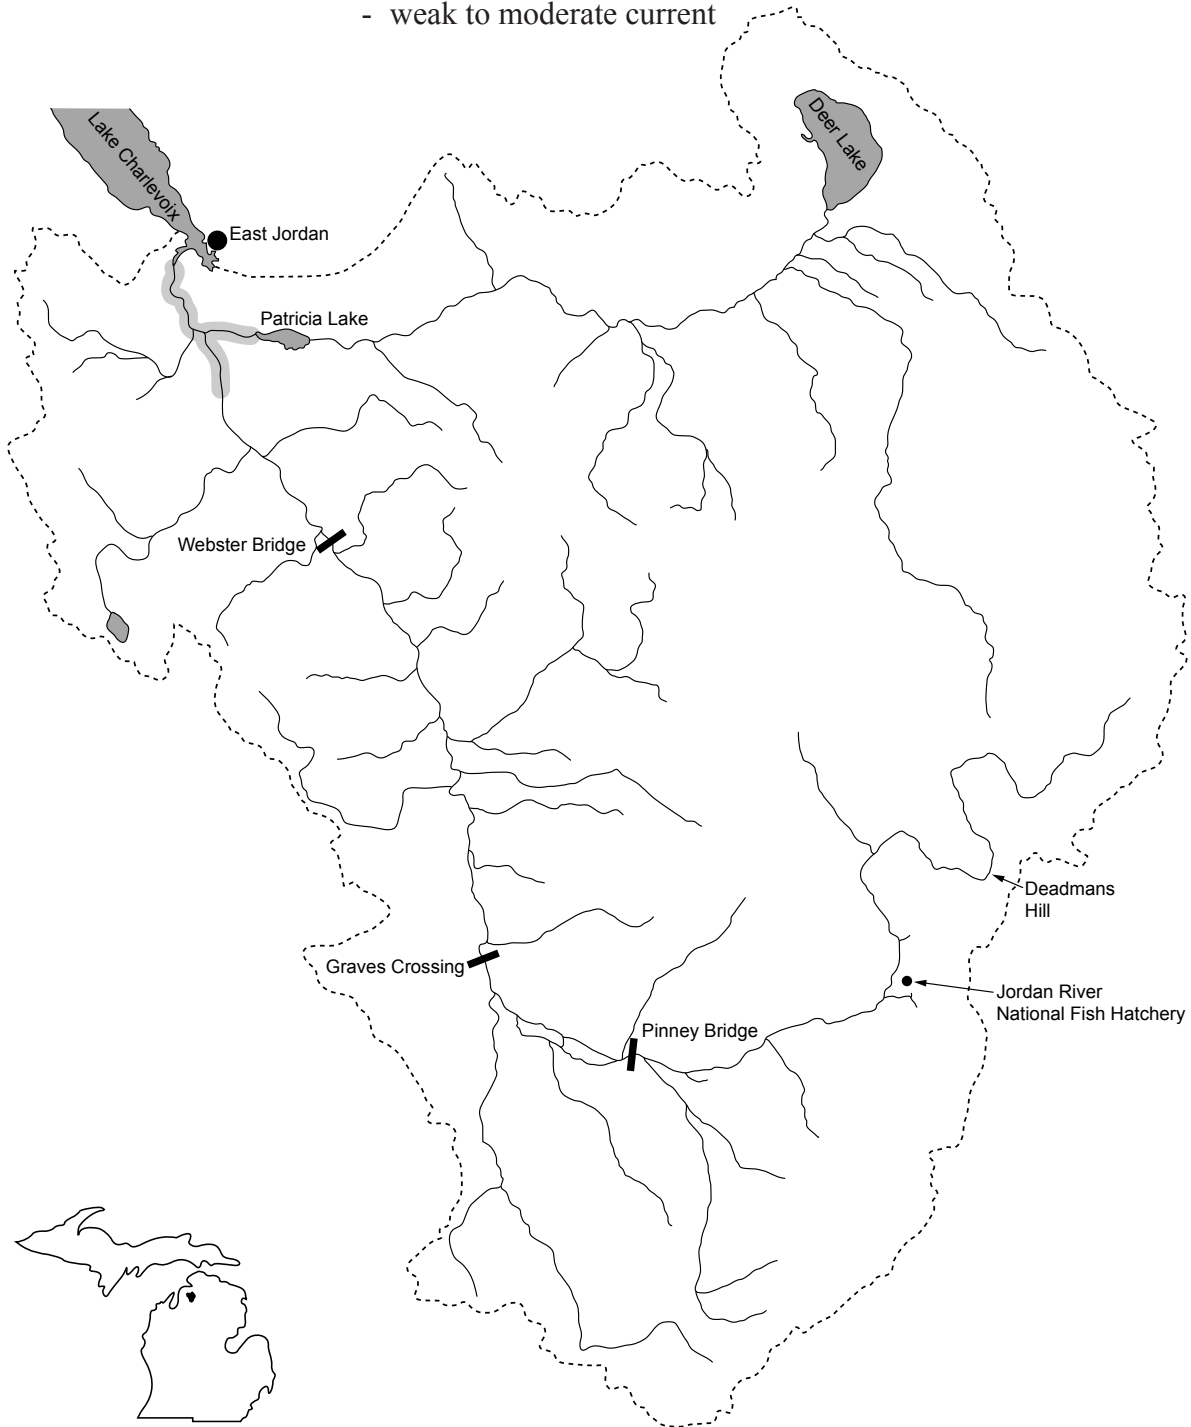 - weak to moderate current
Deer Lake
Lake Charlevoix
East Jordan
Patricia Lake
Webster Bridge
Deadmans
Hill
Graves Crossing
Jordan River
National Fish Hatchery
Pinney Bridge